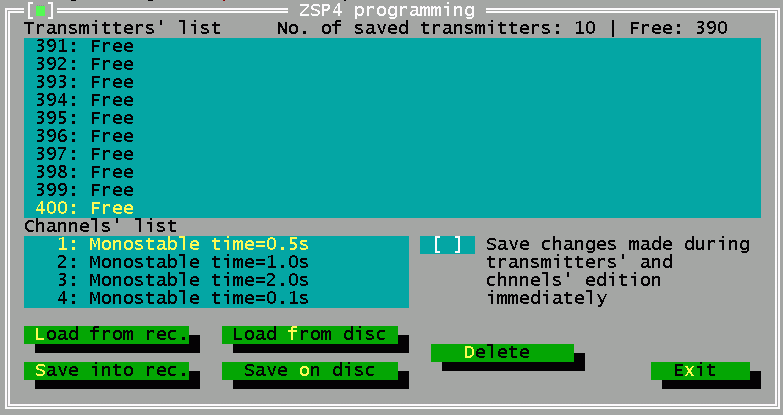 [■] ZSP4 programming
Transmitters' list No. of saved transmitters: 10 | Free: 390
391: Free
392: Free
393: Free
394: Free
395: Free
396: Free
397: Free
398: Free
399: Free
400: Free
Channels' list
1: Monostable time=0.5s
2: Monostable time=1.0s
3: Monostable time=2.0s
4: Monostable time=0.1s
[ ] Save changes made during
transmitters' and
chnnels' edition
immediately
Load from rec. Load from disc
Delete
Save into rec. Save on disc Exit